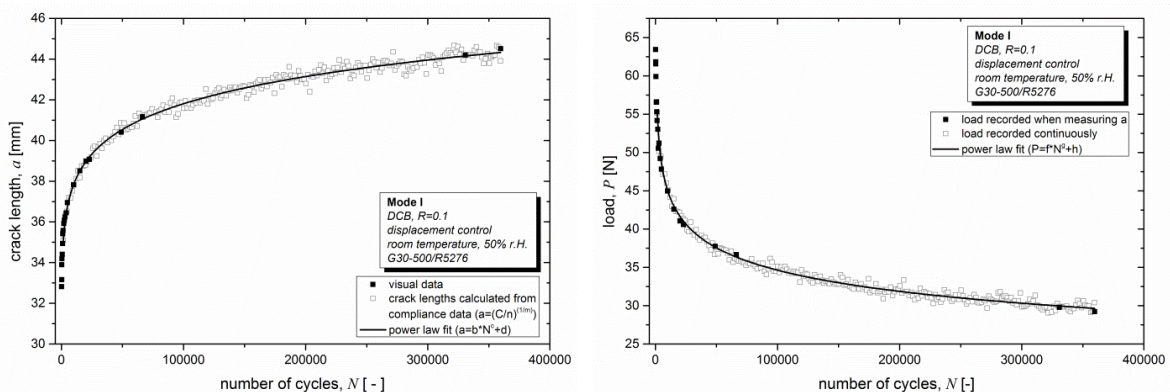 46
44
42
40
38
36
34
32
30
crack length, a [mm]
0
100000
200000
300000
400000
number of cycles, N [ - ]
Mode I
DCB, R=0.1
displacement control
room temperature, 50% r.H.
G30-500/R5276
visual data
crack lengths calculated from
compliance data (a=(C/n)^(1/m))
power law fit (a=b*N^c+d)
65
60
55
50
45
40
35
30
25
load, P [N]
0
100000
200000
300000
400000
number of cycles, N [-]
Mode I
DCB, R=0.1
displacement control
room temperature, 50% r.H.
G30-500/R5276
load recorded when measuring a
load recorded continuously
power law fit (P=f*N^g+h)